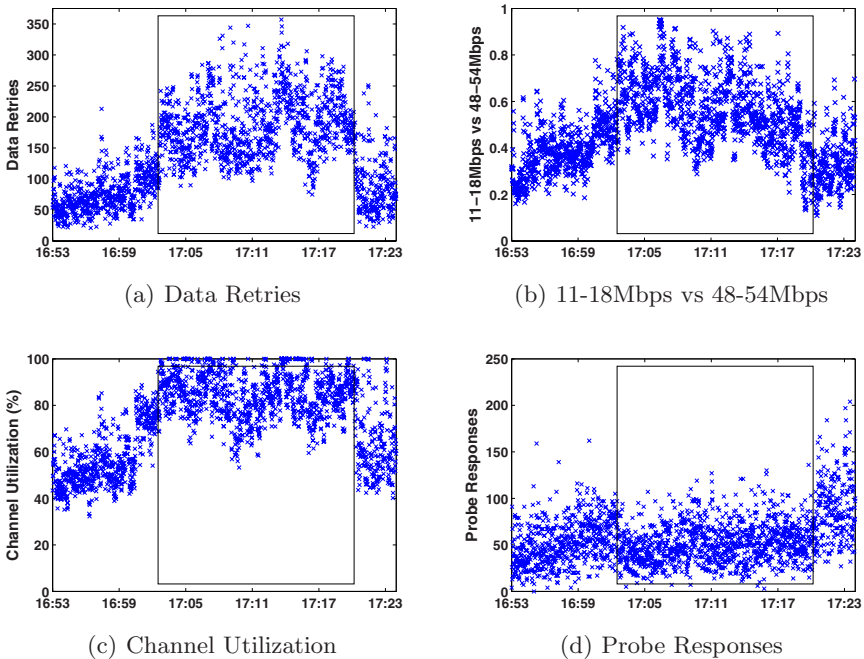 350
300
250
200
150
100
50
0
Data Retries
16:53 16:59 17:05 17:11 17:17 17:23
(a) Data Retries
1
0.8
0.6
0.4
0.2
0
11−18Mbps vs 48−54Mbps
16:53 16:59 17:05 17:11 17:17 17:23
(b) 11-18Mbps vs 48-54Mbps
100
80
60
40
20
0
Channel Utilization (%)
16:53 16:59 17:05 17:11 17:17 17:23
(c) Channel Utilization
250
200
150
100
50
0
Probe Responses
16:53 16:59 17:05 17:11 17:17 17:23
(d) Probe Responses